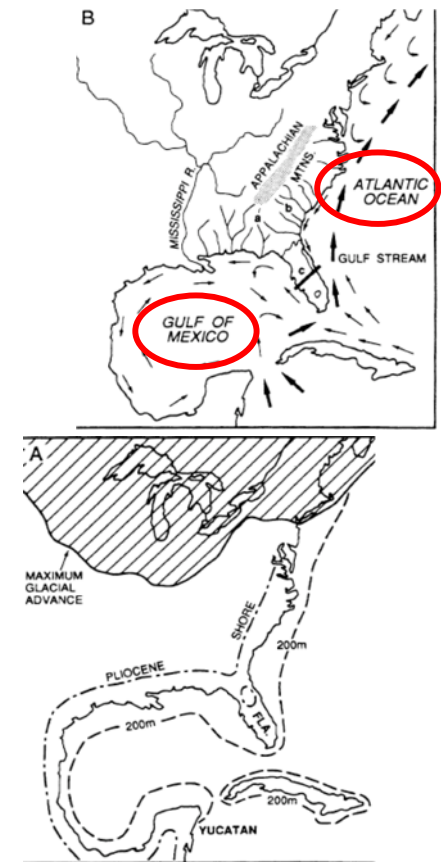 B
MISSISSIPPI R.
APPALACHIAN
MTNS.
a
b
ATLANTIC
OCEAN
GULF STREAM
c
GULF OF
MEXICO
A
MAXIMUM
GLACIAL
ADVANCE
SHORE
PLIOCENE
200m
200m
FLA.
200m
YUCATAN